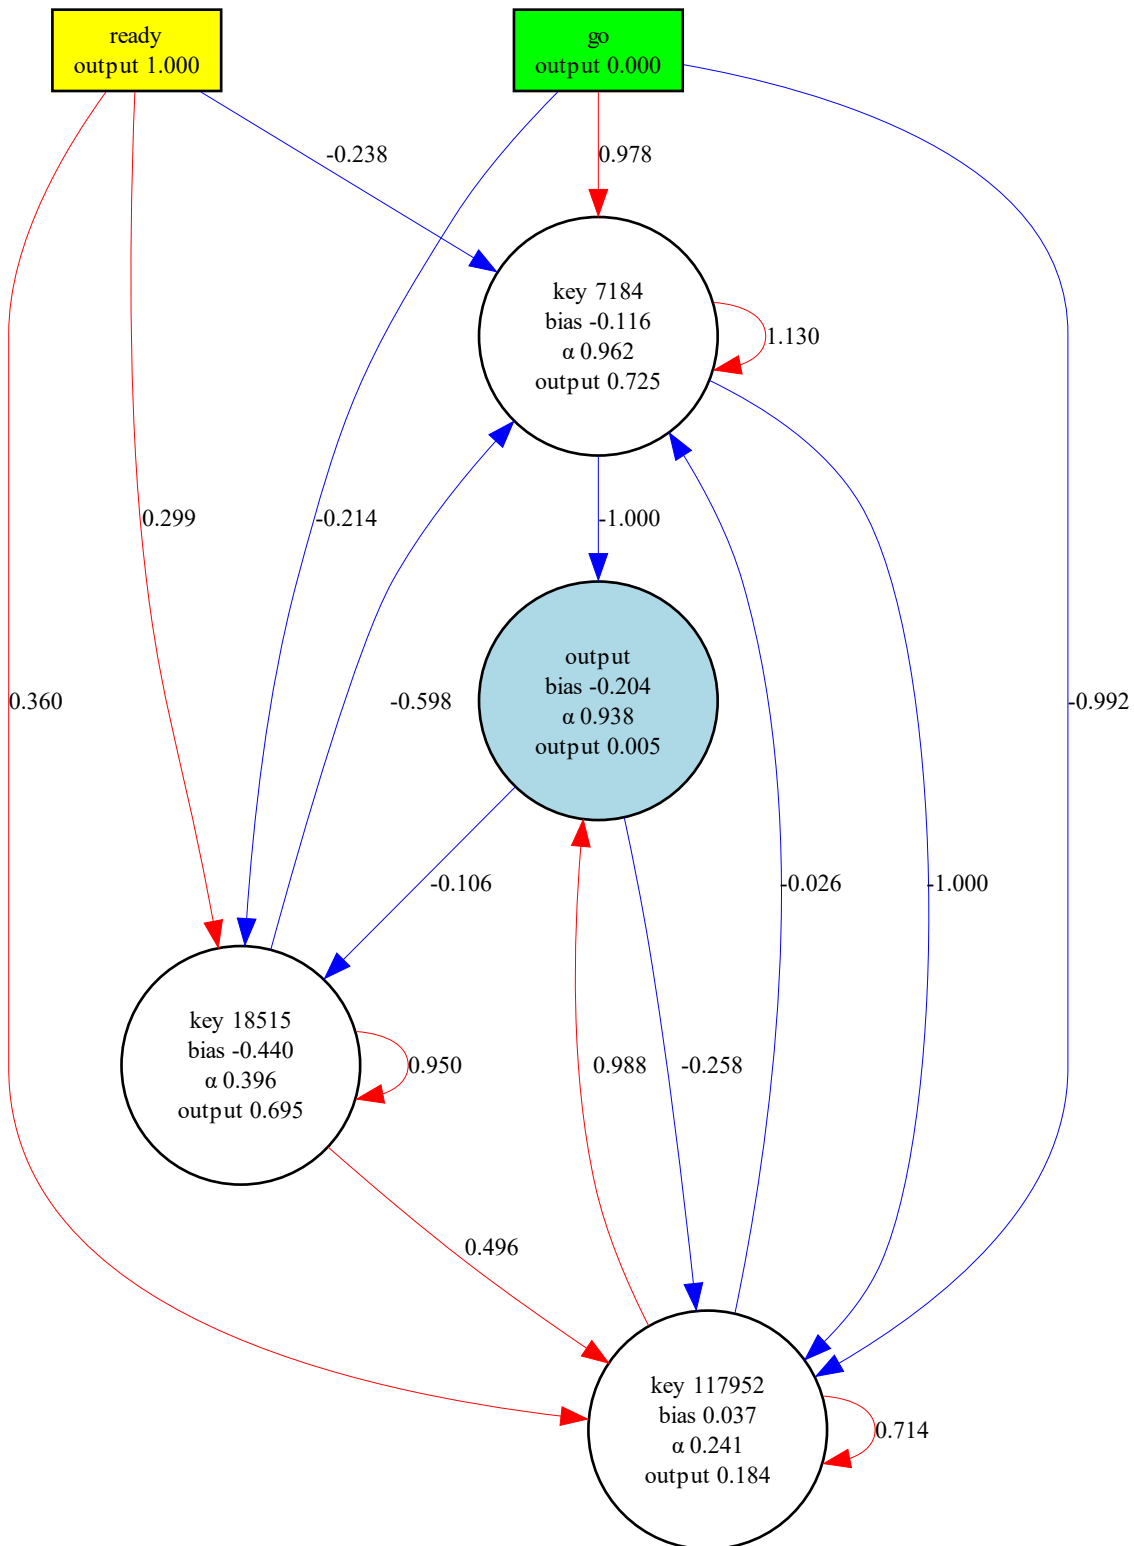 ready
output 1.000
go
output 0.000
-0.238
0.978
key 7184
bias -0.116
α 0.962
output 0.725
1.130
0.299
-0.214
-1.000
output
bias -0.204
α 0.938
output 0.005
0.360
-0.598
-0.992
-0.106
-0.026
-1.000
key 18515
bias -0.440
α 0.396
output 0.695
0.950
0.988
-0.258
0.496
key 117952
bias 0.037
α 0.241
output 0.184
0.714